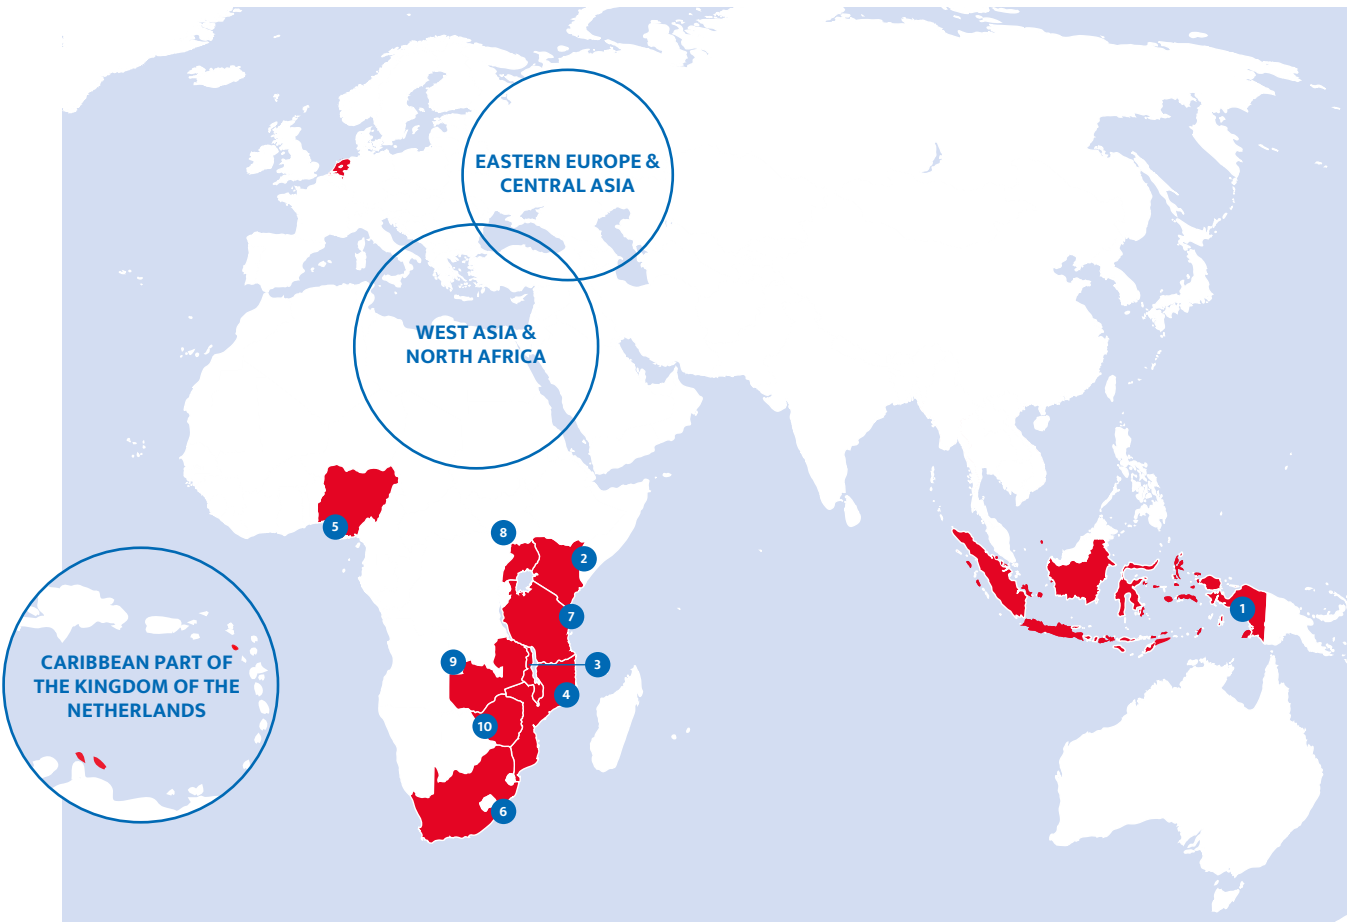 EASTERN EUROPE &
CENTRAL ASIA
WEST ASIA &
NORTH AFRICA
5
8
2
7
1
9
3
4
10
6
CARIBBEAN PART OF
THE KINGDOM OF THE
NETHERLANDS